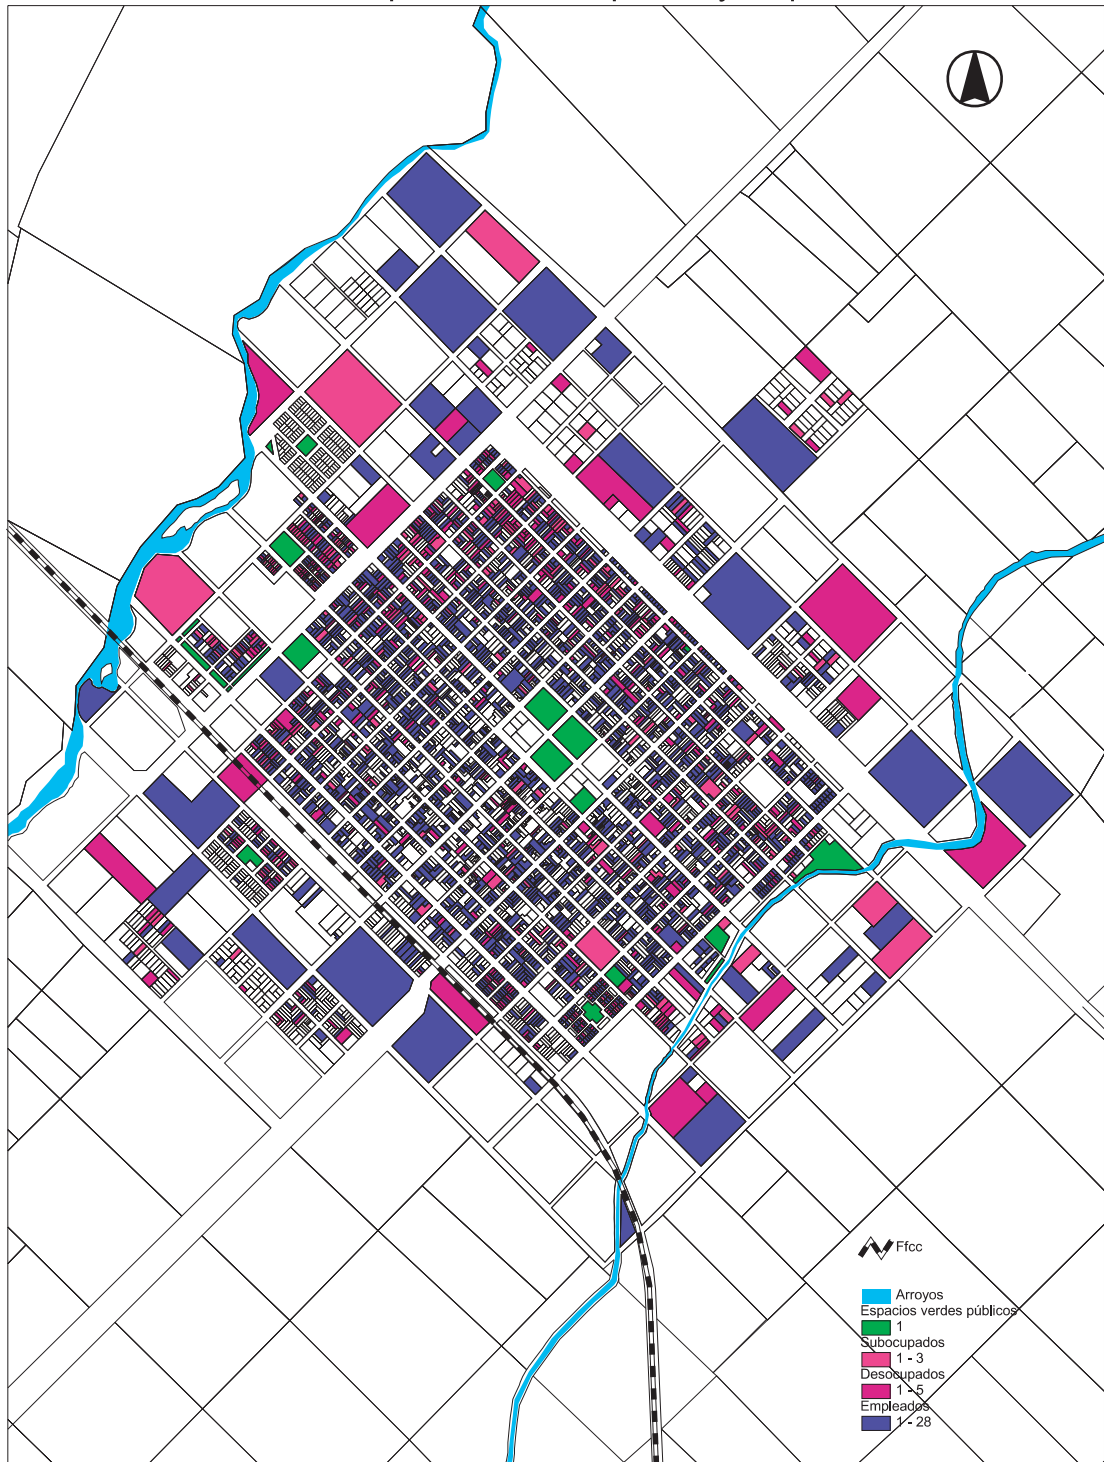 Ffcc
Arroyos
Espacios verdes públicos
1
Subocupados
1 - 3
Desocupados
1 - 5
Empleados
1 - 28